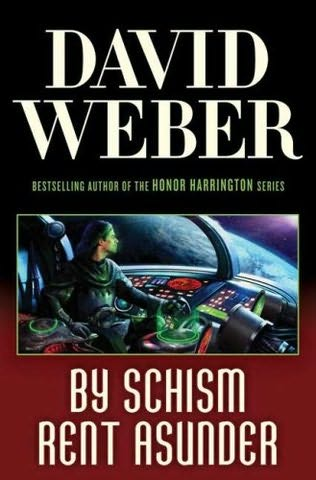 DAVID
WEBER
BESTSELLING AUTHOR OF THE HONOR HARRINGTON SERIES
BY SCHISM
RENT ASUNDER